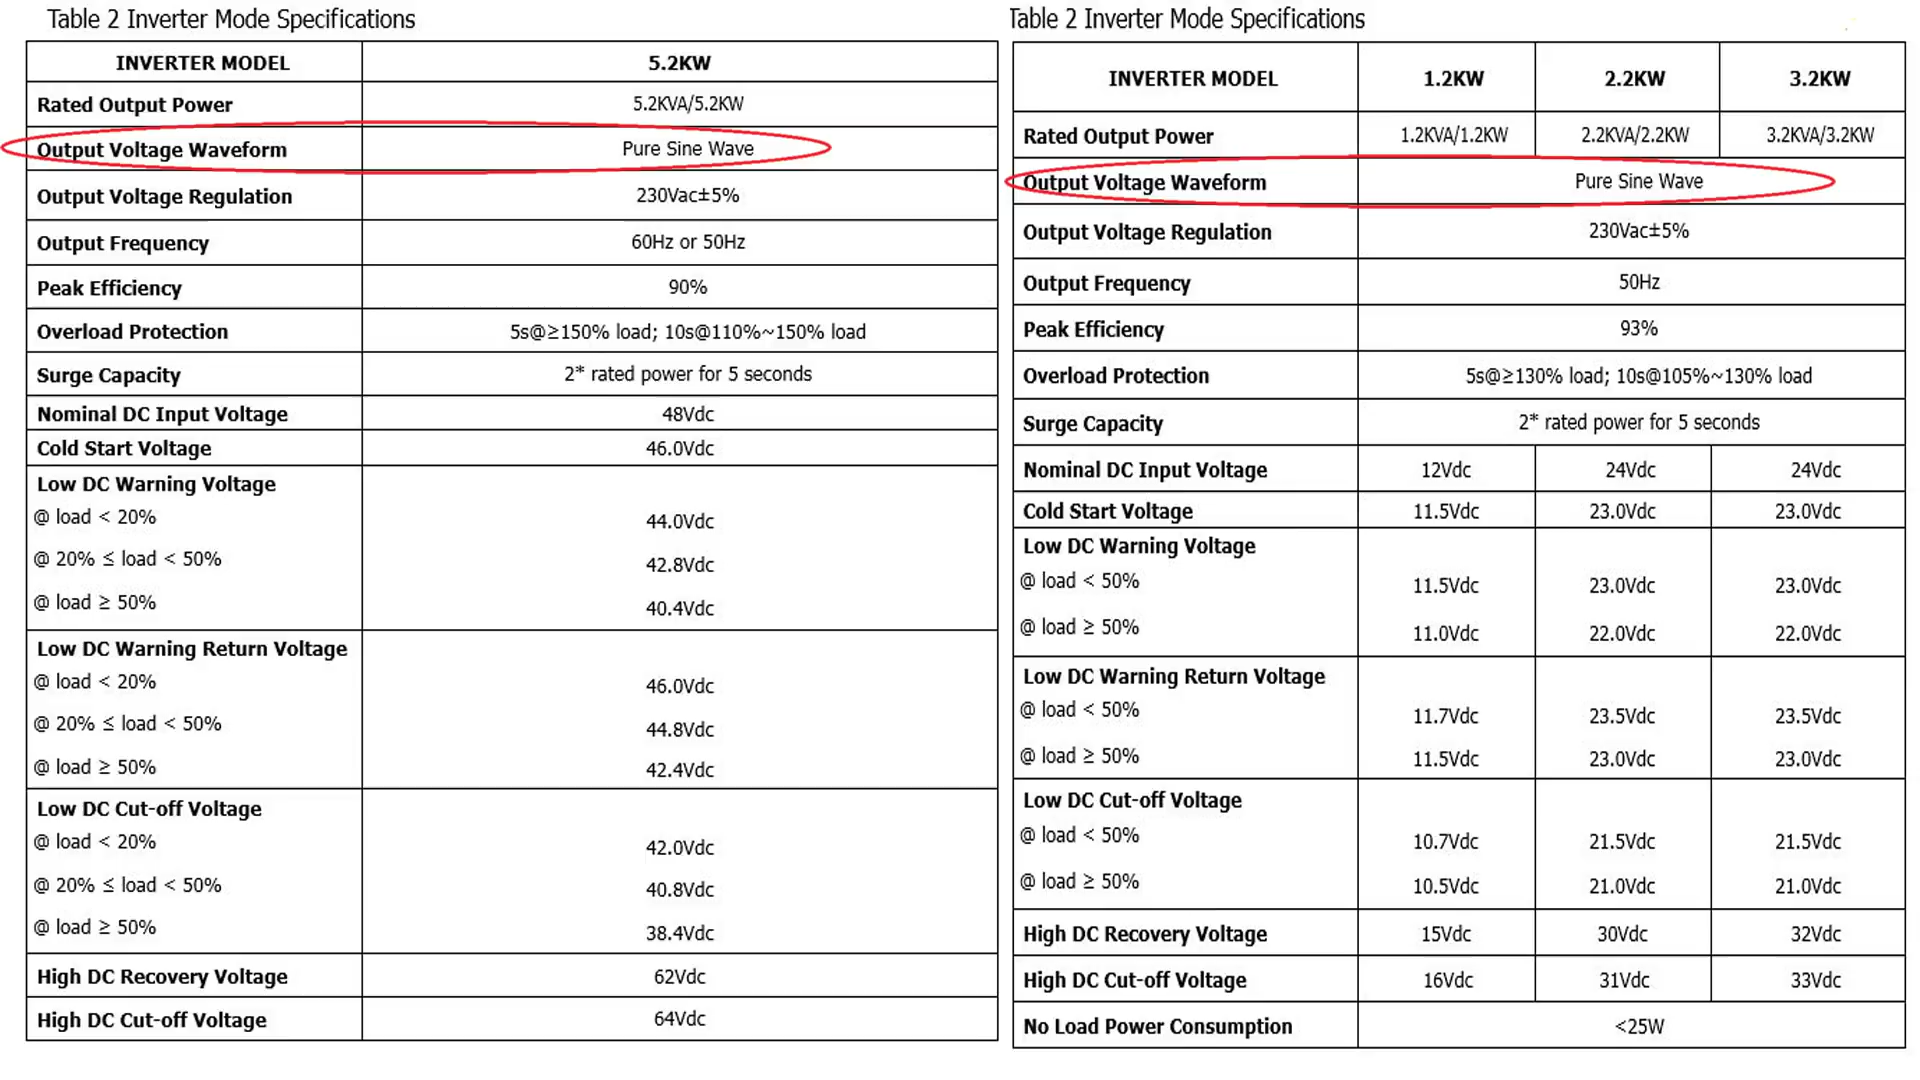 Table 2 Inverter Mode Specifications
INVERTER MODEL 5.2KW
Rated Output Power 5.2KVA/5.2KW
Output Voltage Waveform Pure Sine Wave
Output Voltage Regulation 230Vac±5%
Output Frequency 60Hz or 50Hz
Peak Efficiency 90%
Overload Protection 5s@≥150% load; 10s@110%~150% load
Surge Capacity 2* rated power for 5 seconds
Nominal DC Input Voltage 48Vdc
Cold Start Voltage 46.0Vdc
Low DC Warning Voltage
@ load < 20% 44.0Vdc
@ 20% ≤ load < 50% 42.8Vdc
@ load ≥ 50% 40.4Vdc
Low DC Warning Return Voltage
@ load < 20% 46.0Vdc
@ 20% ≤ load < 50% 44.8Vdc
@ load ≥ 50% 42.4Vdc
Low DC Cut-off Voltage
@ load < 20% 42.0Vdc
@ 20% ≤ load < 50% 40.8Vdc
@ load ≥ 50% 38.4Vdc
High DC Recovery Voltage 62Vdc
High DC Cut-off Voltage 64Vdc
Table 2 Inverter Mode Specifications
INVERTER MODEL 1.2KW 2.2KW 3.2KW
Rated Output Power 1.2KVA/1.2KW 2.2KVA/2.2KW 3.2KVA/3.2KW
Output Voltage Waveform Pure Sine Wave
Output Voltage Regulation 230Vac±5%
Output Frequency 50Hz
Peak Efficiency 93%
Overload Protection 5s@≥130% load; 10s@105%~130% load
Surge Capacity 2* rated power for 5 seconds
Nominal DC Input Voltage 12Vdc 24Vdc 24Vdc
Cold Start Voltage 11.5Vdc 23.0Vdc 23.0Vdc
Low DC Warning Voltage
@ load < 50% 11.5Vdc 23.0Vdc 23.0Vdc
@ load ≥ 50% 11.0Vdc 22.0Vdc 22.0Vdc
Low DC Warning Return Voltage
@ load < 50% 11.7Vdc 23.5Vdc 23.5Vdc
@ load ≥ 50% 11.5Vdc 23.0Vdc 23.0Vdc
Low DC Cut-off Voltage
@ load < 50% 10.7Vdc 21.5Vdc 21.5Vdc
@ load ≥ 50% 10.5Vdc 21.0Vdc 21.0Vdc
High DC Recovery Voltage 15Vdc 30Vdc 32Vdc
High DC Cut-off Voltage 16Vdc 31Vdc 33Vdc
No Load Power Consumption <25W